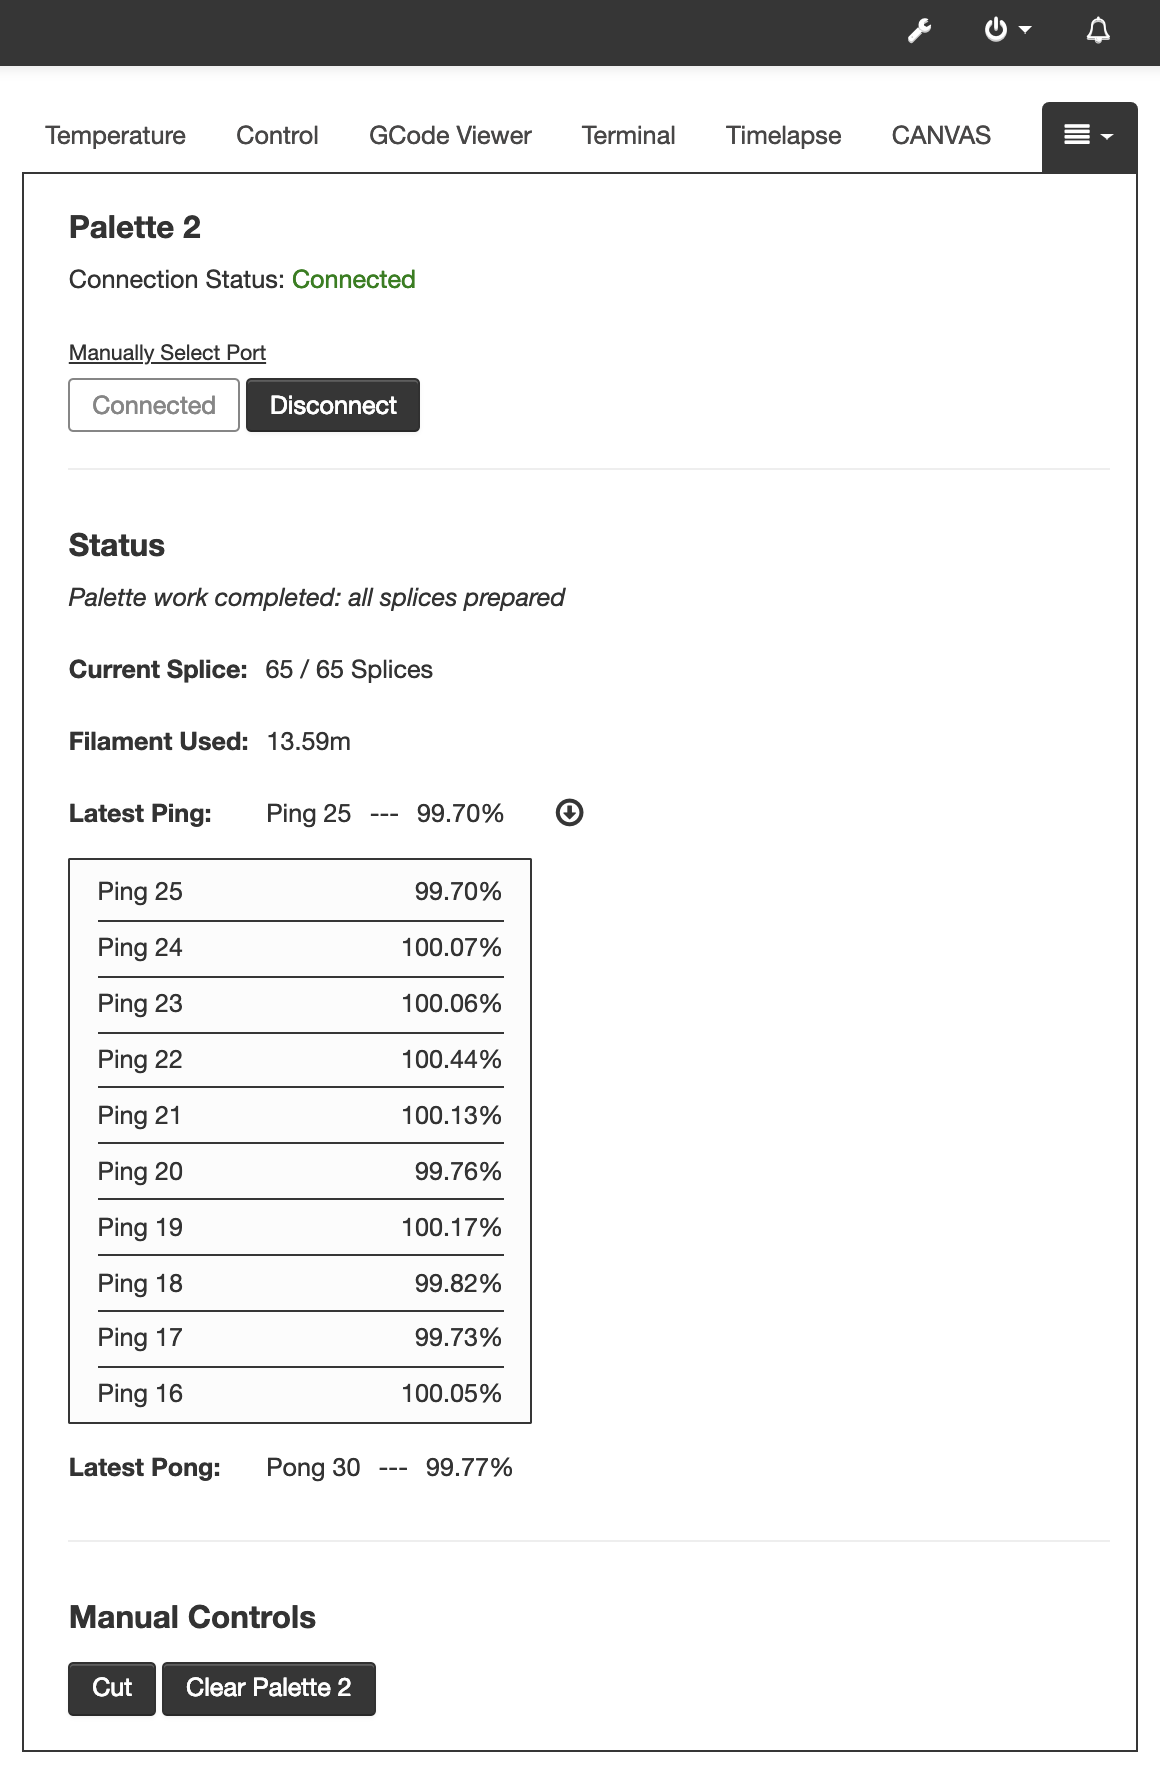 Temperature Control GCode Viewer Terminal Timelapse CANVAS
Palette 2
Connection Status: Connected
Manually Select Port
Connected Disconnect
Status
Palette work completed: all splices prepared
Current Splice: 65 / 65 Splices
Filament Used: 13.59m
Latest Ping: Ping 25 --- 99.70%
Ping 25 99.70%
Ping 24 100.07%
Ping 23 100.06%
Ping 22 100.44%
Ping 21 100.13%
Ping 20 99.76%
Ping 19 100.17%
Ping 18 99.82%
Ping 17 99.73%
Ping 16 100.05%
Latest Pong: Pong 30 --- 99.77%
Manual Controls
Cut Clear Palette 2